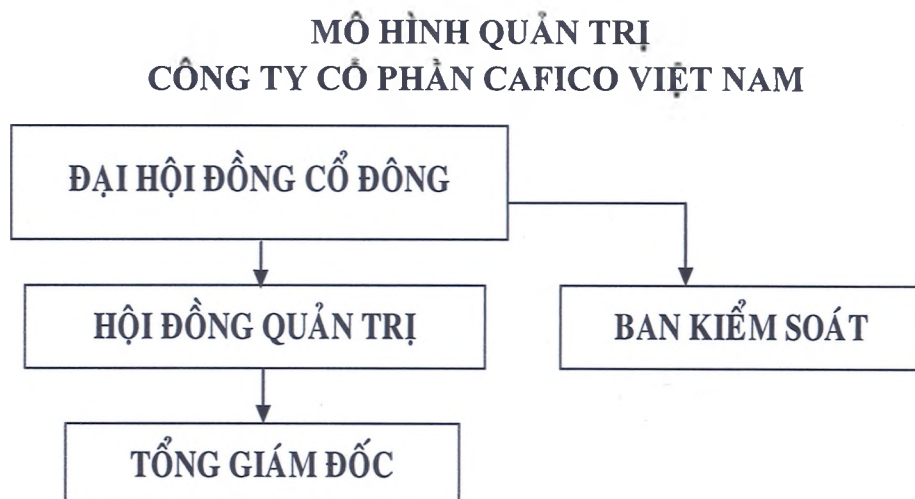 MÔ HÌNH QUẢN TRỊ
CÔNG TY CỔ PHẦN CAFICO VIỆT NAM
ĐẠI HỘI ĐỒNG CỔ ĐÔNG
HỘI ĐỒNG QUẢN TRỊ
BAN KIỂM SOÁT
TỔNG GIÁM ĐỐC